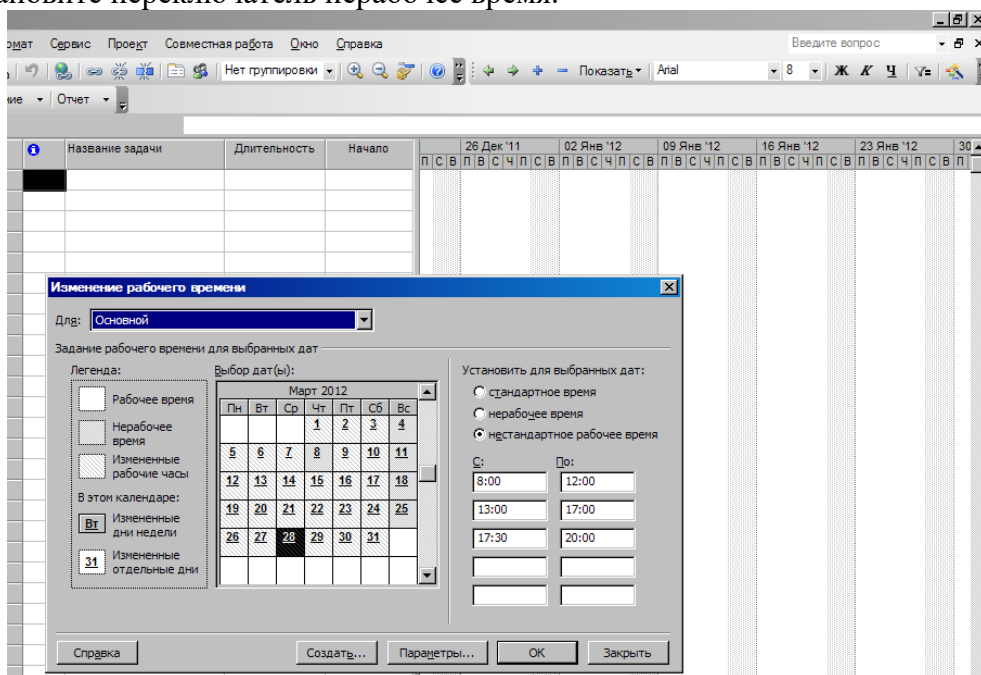 ановите переключатель нерабочее время.
омат Сервис Проект Совместная работа Окно Справка Введите вопрос
Нет группировки Показать Arial 8 Ж К Ч
ние Отчет
Название задачи Длительность Начало 26 Дек '11 02 Янв '12 09 Янв '12 16 Янв '12 23 Янв '12 30
П С В П В С Ч П С В П В С Ч П С В П В С Ч П С В П В С Ч П С В П В С Ч П С В П
Изменение рабочего времени
Для: Основной
Задание рабочего времени для выбранных дат
Легенда: Выбор дат(ы): Установить для выбранных дат:
Рабочее время
Нерабочее время
Измененные рабочие часы
В этом календаре:
Вт Измененные дни недели
31 Измененные отдельные дни
Март 2012
Пн Вт Ср Чт Пт Сб Вс
1 2 3 4
5 6 7 8 9 10 11
12 13 14 15 16 17 18
19 20 21 22 23 24 25
26 27 28 29 30 31
стандартное время
нерабочее время
нестандартное рабочее время
С: По:
8:00 12:00
13:00 17:00
17:30 20:00
Справка Создать... Параметры... ОК Закрыть